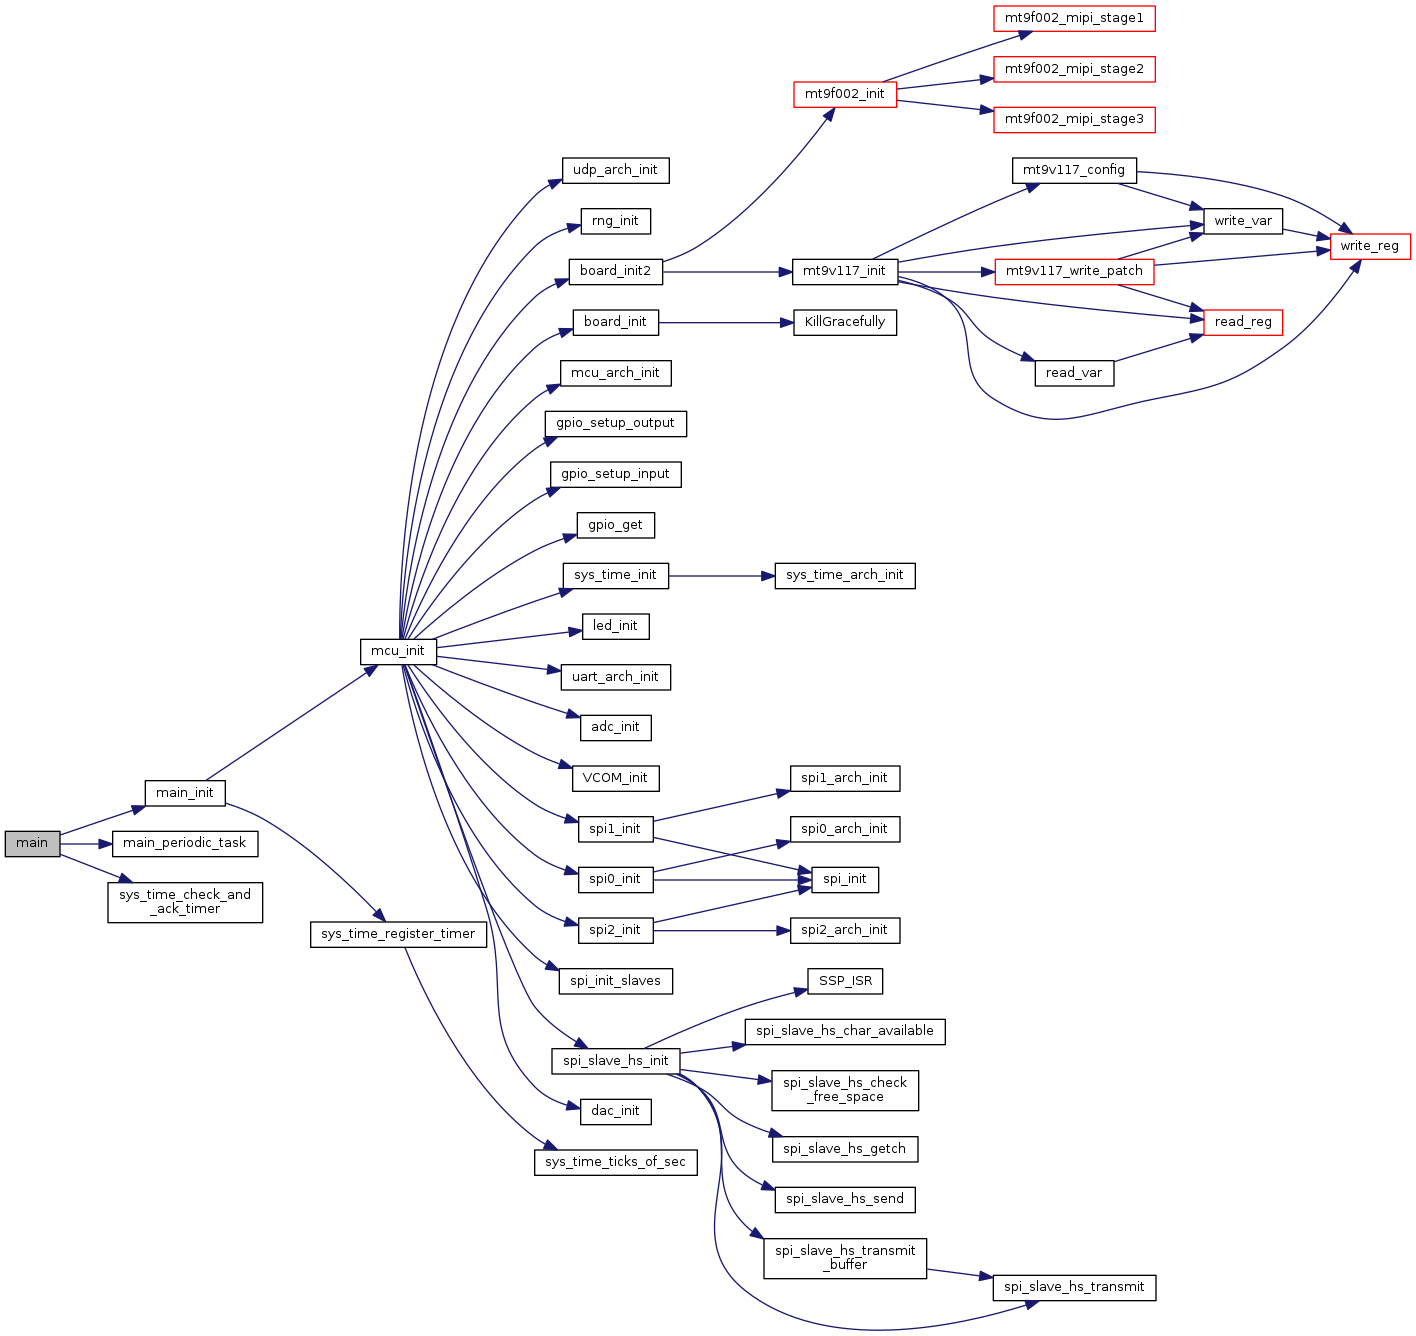 mt9f002_mipi_stage1
mt9f002_mipi_stage2
mt9f002_init
mt9f002_mipi_stage3
udp_arch_init
mt9v117_config
rng_init
write_var
write_reg
board_init2
mt9v117_init
mt9v117_write_patch
board_init
KillGracefully
read_reg
mcu_arch_init
read_var
gpio_setup_output
gpio_setup_input
gpio_get
sys_time_init
sys_time_arch_init
led_init
mcu_init
uart_arch_init
adc_init
VCOM_init
spi1_arch_init
main_init
spi1_init
spi0_arch_init
main
main_periodic_task
spi0_init
spi_init
sys_time_check_and
_ack_timer
sys_time_register_timer
spi2_init
spi2_arch_init
spi_init_slaves
SSP_ISR
spi_slave_hs_char_available
spi_slave_hs_init
spi_slave_hs_check
_free_space
dac_init
spi_slave_hs_getch
sys_time_ticks_of_sec
spi_slave_hs_send
spi_slave_hs_transmit
_buffer
spi_slave_hs_transmit